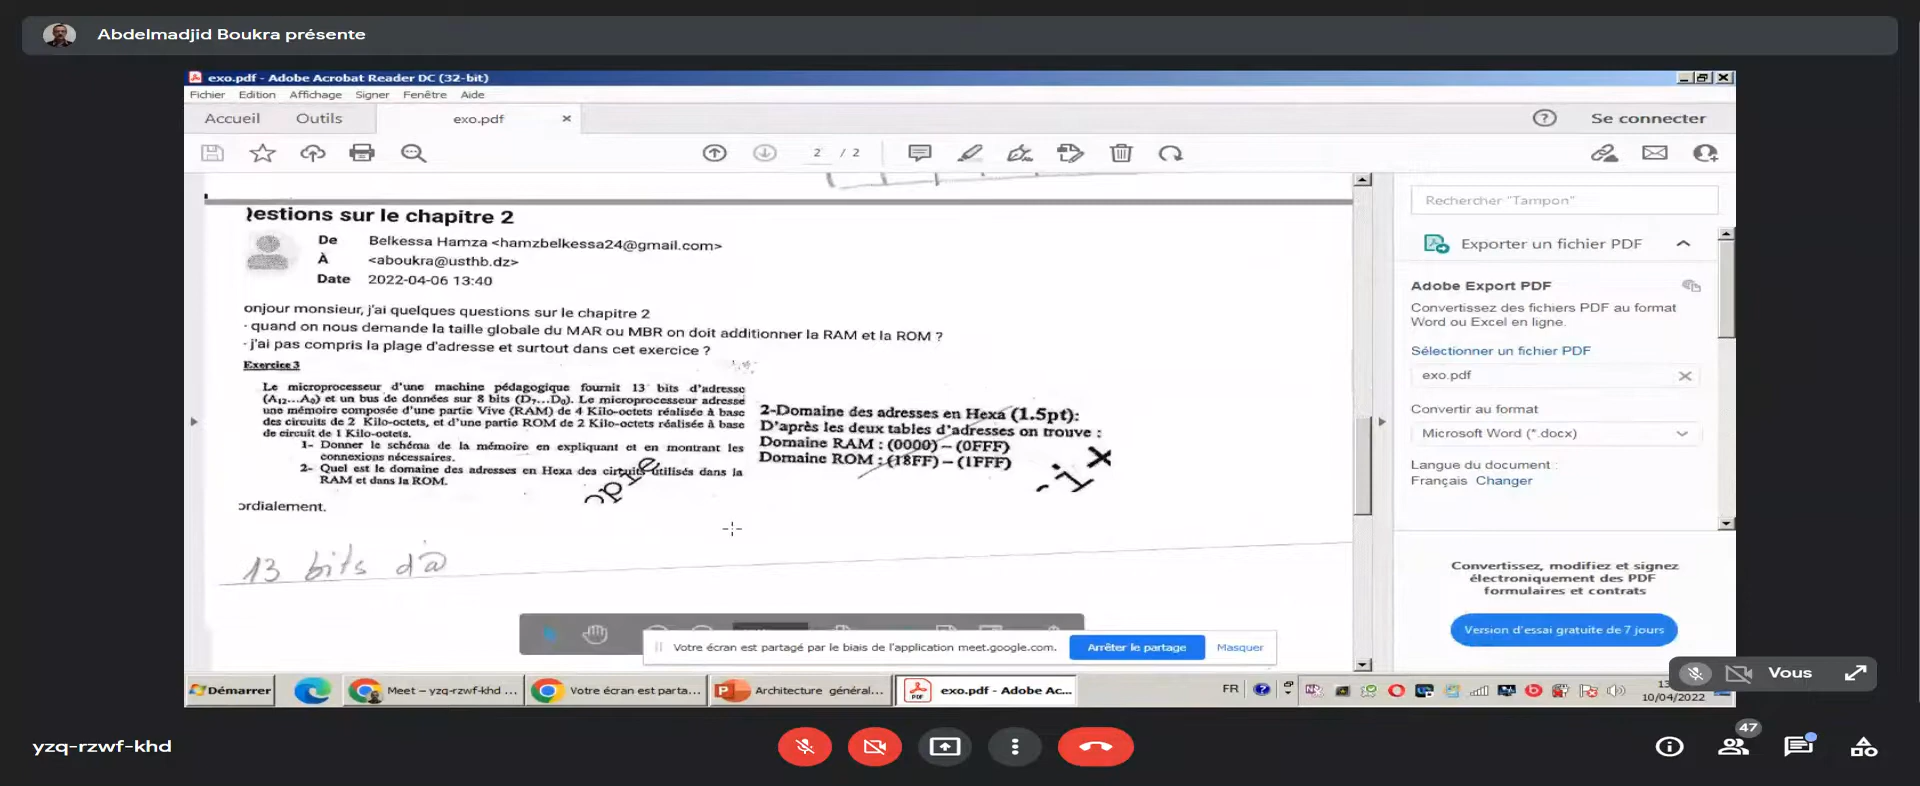 Abdelmadjid Boukra présente
exo.pdf - Adobe Acrobat Reader DC (32-bit)
Fichier Edition Affichage Signer Fenêtre Aide
Accueil Outils exo.pdf × Se connecter
2 / 2
estions sur le chapitre 2
De Belkessa Hamza <hamzbelkessa24@gmail.com>
À <aboukra@usthb.dz>
Date 2022-04-06 13:40
onjour monsieur, j'ai quelques questions sur le chapitre 2
- quand on nous demande la taille globale du MAR ou MBR on doit additionner la RAM et la ROM ?
- j'ai pas compris la plage d'adresse et surtout dans cet exercice ?
Exercice 3
Le microprocesseur d'une machine pédagogique fournit 13 bits d'adresse
(A12...A0) et un bus de données sur 8 bits (D7...D0). Le microprocesseur adresse
une mémoire composée d'une partie Vive (RAM) de 4 Kilo-octets réalisée à base
des circuits de 2 Kilo-octets, et d'une partie ROM de 2 Kilo-octets réalisée à base
de circuit de 1 Kilo-octets.
1- Donner le schéma de la mémoire en expliquant et en montrant les
connexions nécessaires.
2- Quel est le domaine des adresses en Hexa des circuits utilisés dans la
RAM et dans la ROM.
2-Domaine des adresses en Hexa (1.5pt):
D'après les deux tables d'adresses on trouve :
Domaine RAM : (0000) – (0FFF)
Domaine ROM : (18FF) – (1FFF)
ordialement.
13 bits d'@
Rechercher "Tampon"
Exporter un fichier PDF
Adobe Export PDF
Convertissez des fichiers PDF au format
Word ou Excel en ligne.
Sélectionner un fichier PDF
exo.pdf
Convertir au format
Microsoft Word (*.docx)
Langue du document :
Français Changer
Convertissez, modifiez et signez
électroniquement des PDF
formulaires et contrats
Version d'essai gratuite de 7 jours
Votre écran est partagé par le biais de l'application meet.google.com. Arrêter le partage Masquer
Vous
Démarrer Meet – yzq-rzwf-khd ... Votre écran est parta... Architecture général... exo.pdf - Adobe Ac... FR
10/04/2022
yzq-rzwf-khd
47